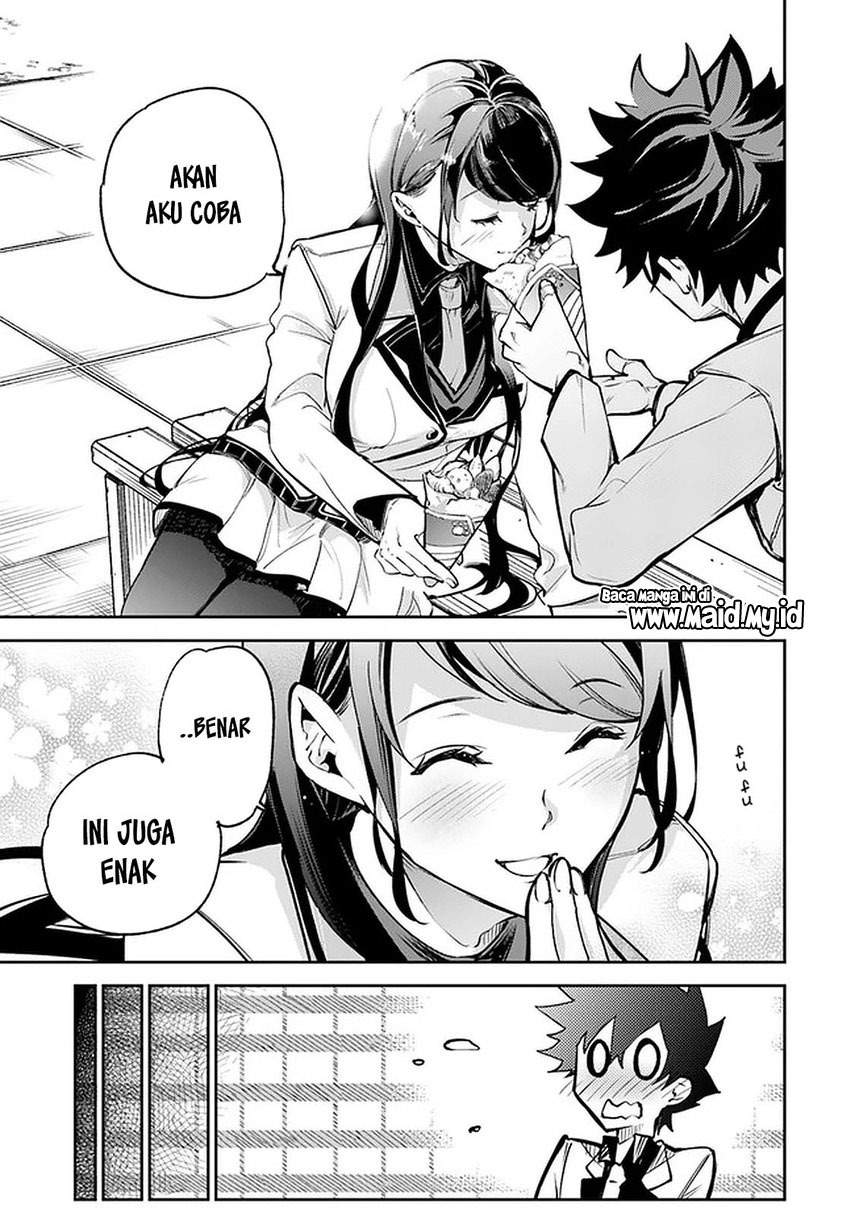 AKAN
AKU COBA
Baca Manga ini di
www.Maid.My.id
..BENAR
INI JUGA
ENAK
fufu